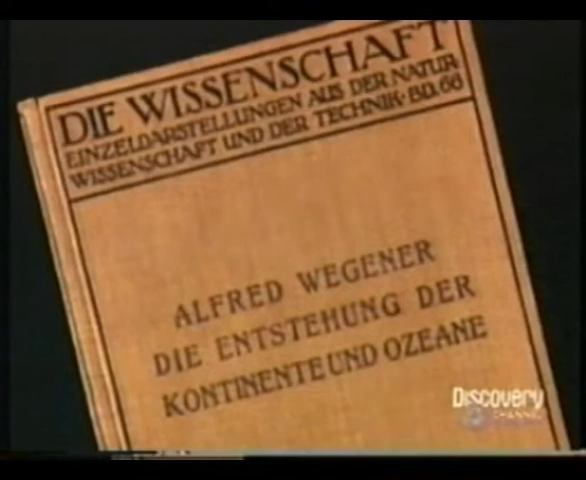 DIE WISSENSCHAFT
EINZELDARSTELLUNGEN AUS DER NATUR-
WISSENSCHAFT UND DER TECHNIK · BD. 66
ALFRED WEGENER
DIE ENTSTEHUNG DER
KONTINENTE UND OZEANE
Discovery
CHANNEL